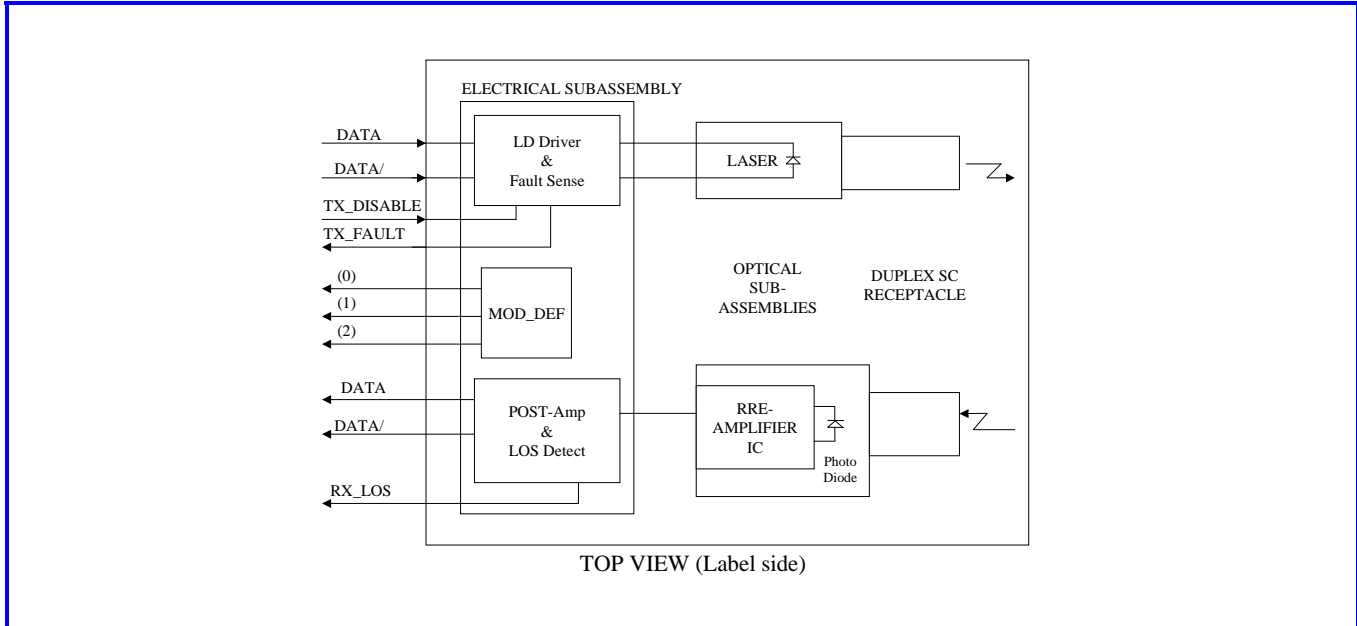 ELECTRICAL SUBASSEMBLY
DATA
DATA/
TX_DISABLE
TX_FAULT
LD Driver
&
Fault Sense
LASER
(0)
(1)
(2)
MOD_DEF
OPTICAL
SUB-
ASSEMBLIES
DUPLEX SC
RECEPTACLE
DATA
DATA/
RX_LOS
POST-Amp
&
LOS Detect
RRE-
AMPLIFIER
IC
Photo
Diode
TOP VIEW (Label side)